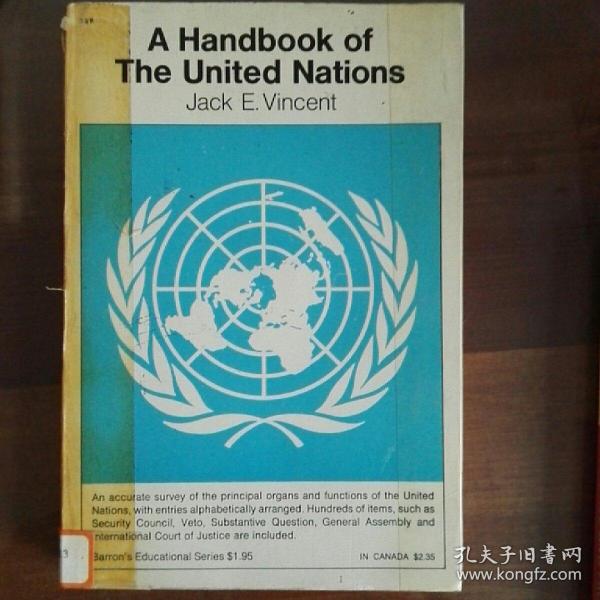 A Handbook of
The United Nations
Jack E. Vincent
An accurate survey of the principal organs and functions of the United
Nations, with entries alphabetically arranged. Hundreds of items, such as
Security Council, Veto, Substantive Question, General Assembly and
International Court of Justice are included.
Barron's Educational Series $1.95
IN CANADA $2.35
孔夫子旧书网
www.kongfz.com